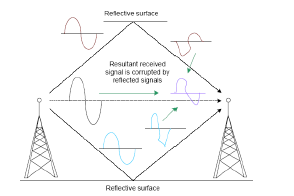 Reflective surface
Resultant received
signal is corrupted by
reflected signals
Reflective surface